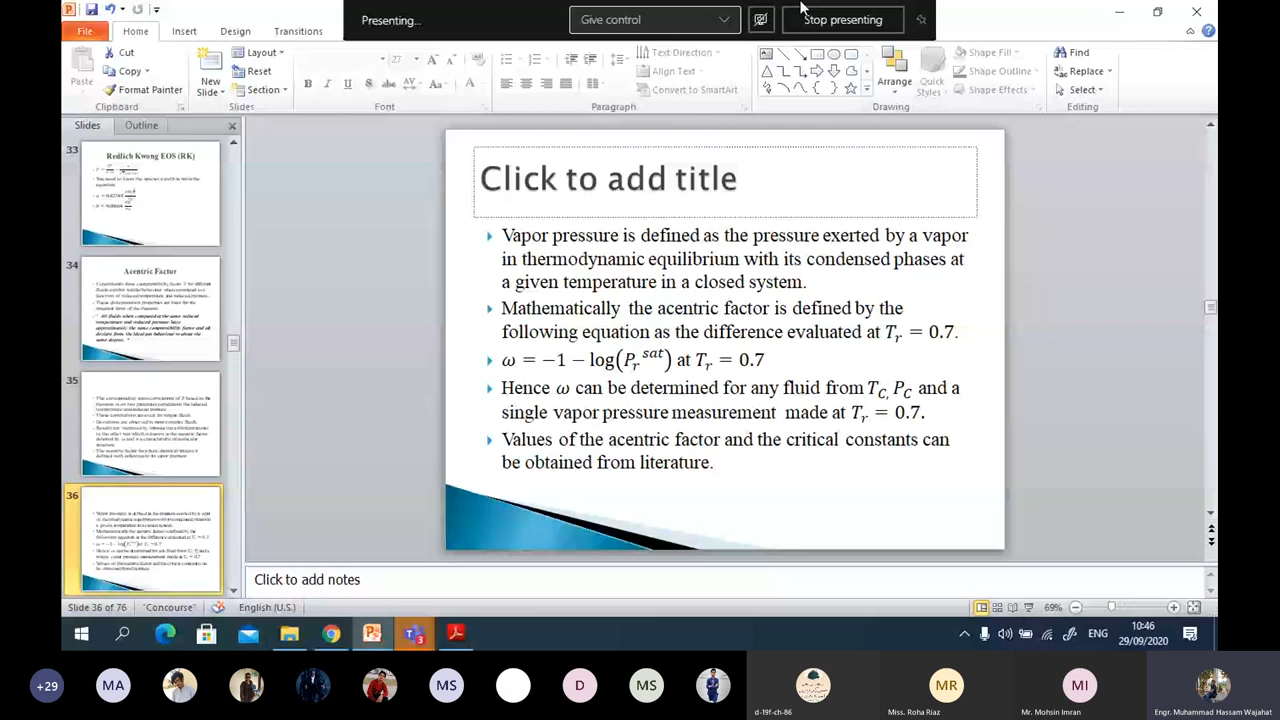 Presenting...
Give control
Stop presenting
File
Home
Insert
Design
Transitions
Paste
Cut
Copy
Format Painter
Clipboard
New Slide
Layout
Reset
Section
Slides
27
Font
Text Direction
Align Text
Convert to SmartArt
Paragraph
Arrange
Quick Styles
Shape Fill
Shape Outline
Shape Effects
Drawing
Find
Replace
Select
Editing
Slides
Outline
33
Redlich Kwong EOS (RK)
34
Acentric Factor
35
36
Click to add title
Vapor pressure is defined as the pressure exerted by a vapor
in thermodynamic equilibrium with its condensed phases at
a given temperature in a closed system.
Mathematically the acentric factor is defined by the
following equation as the difference evaluated at Tr = 0.7.
ω = −1 − log(Pr^sat) at Tr = 0.7
Hence ω can be determined for any fluid from TC PC and a
single vapor pressure measurement made at Tr = 0.7.
Values of the acentric factor and the critical constants can
be obtained from literature.
Click to add notes
Slide 36 of 76
"Concourse"
English (U.S.)
69%
3
ENG
10:46
29/09/2020
+29
MA
MS
D
MS
d-19f-ch-86
MR
Miss. Roha Riaz
MI
Mr. Mohsin Imran
Engr. Muhammad Hassam Wajahat